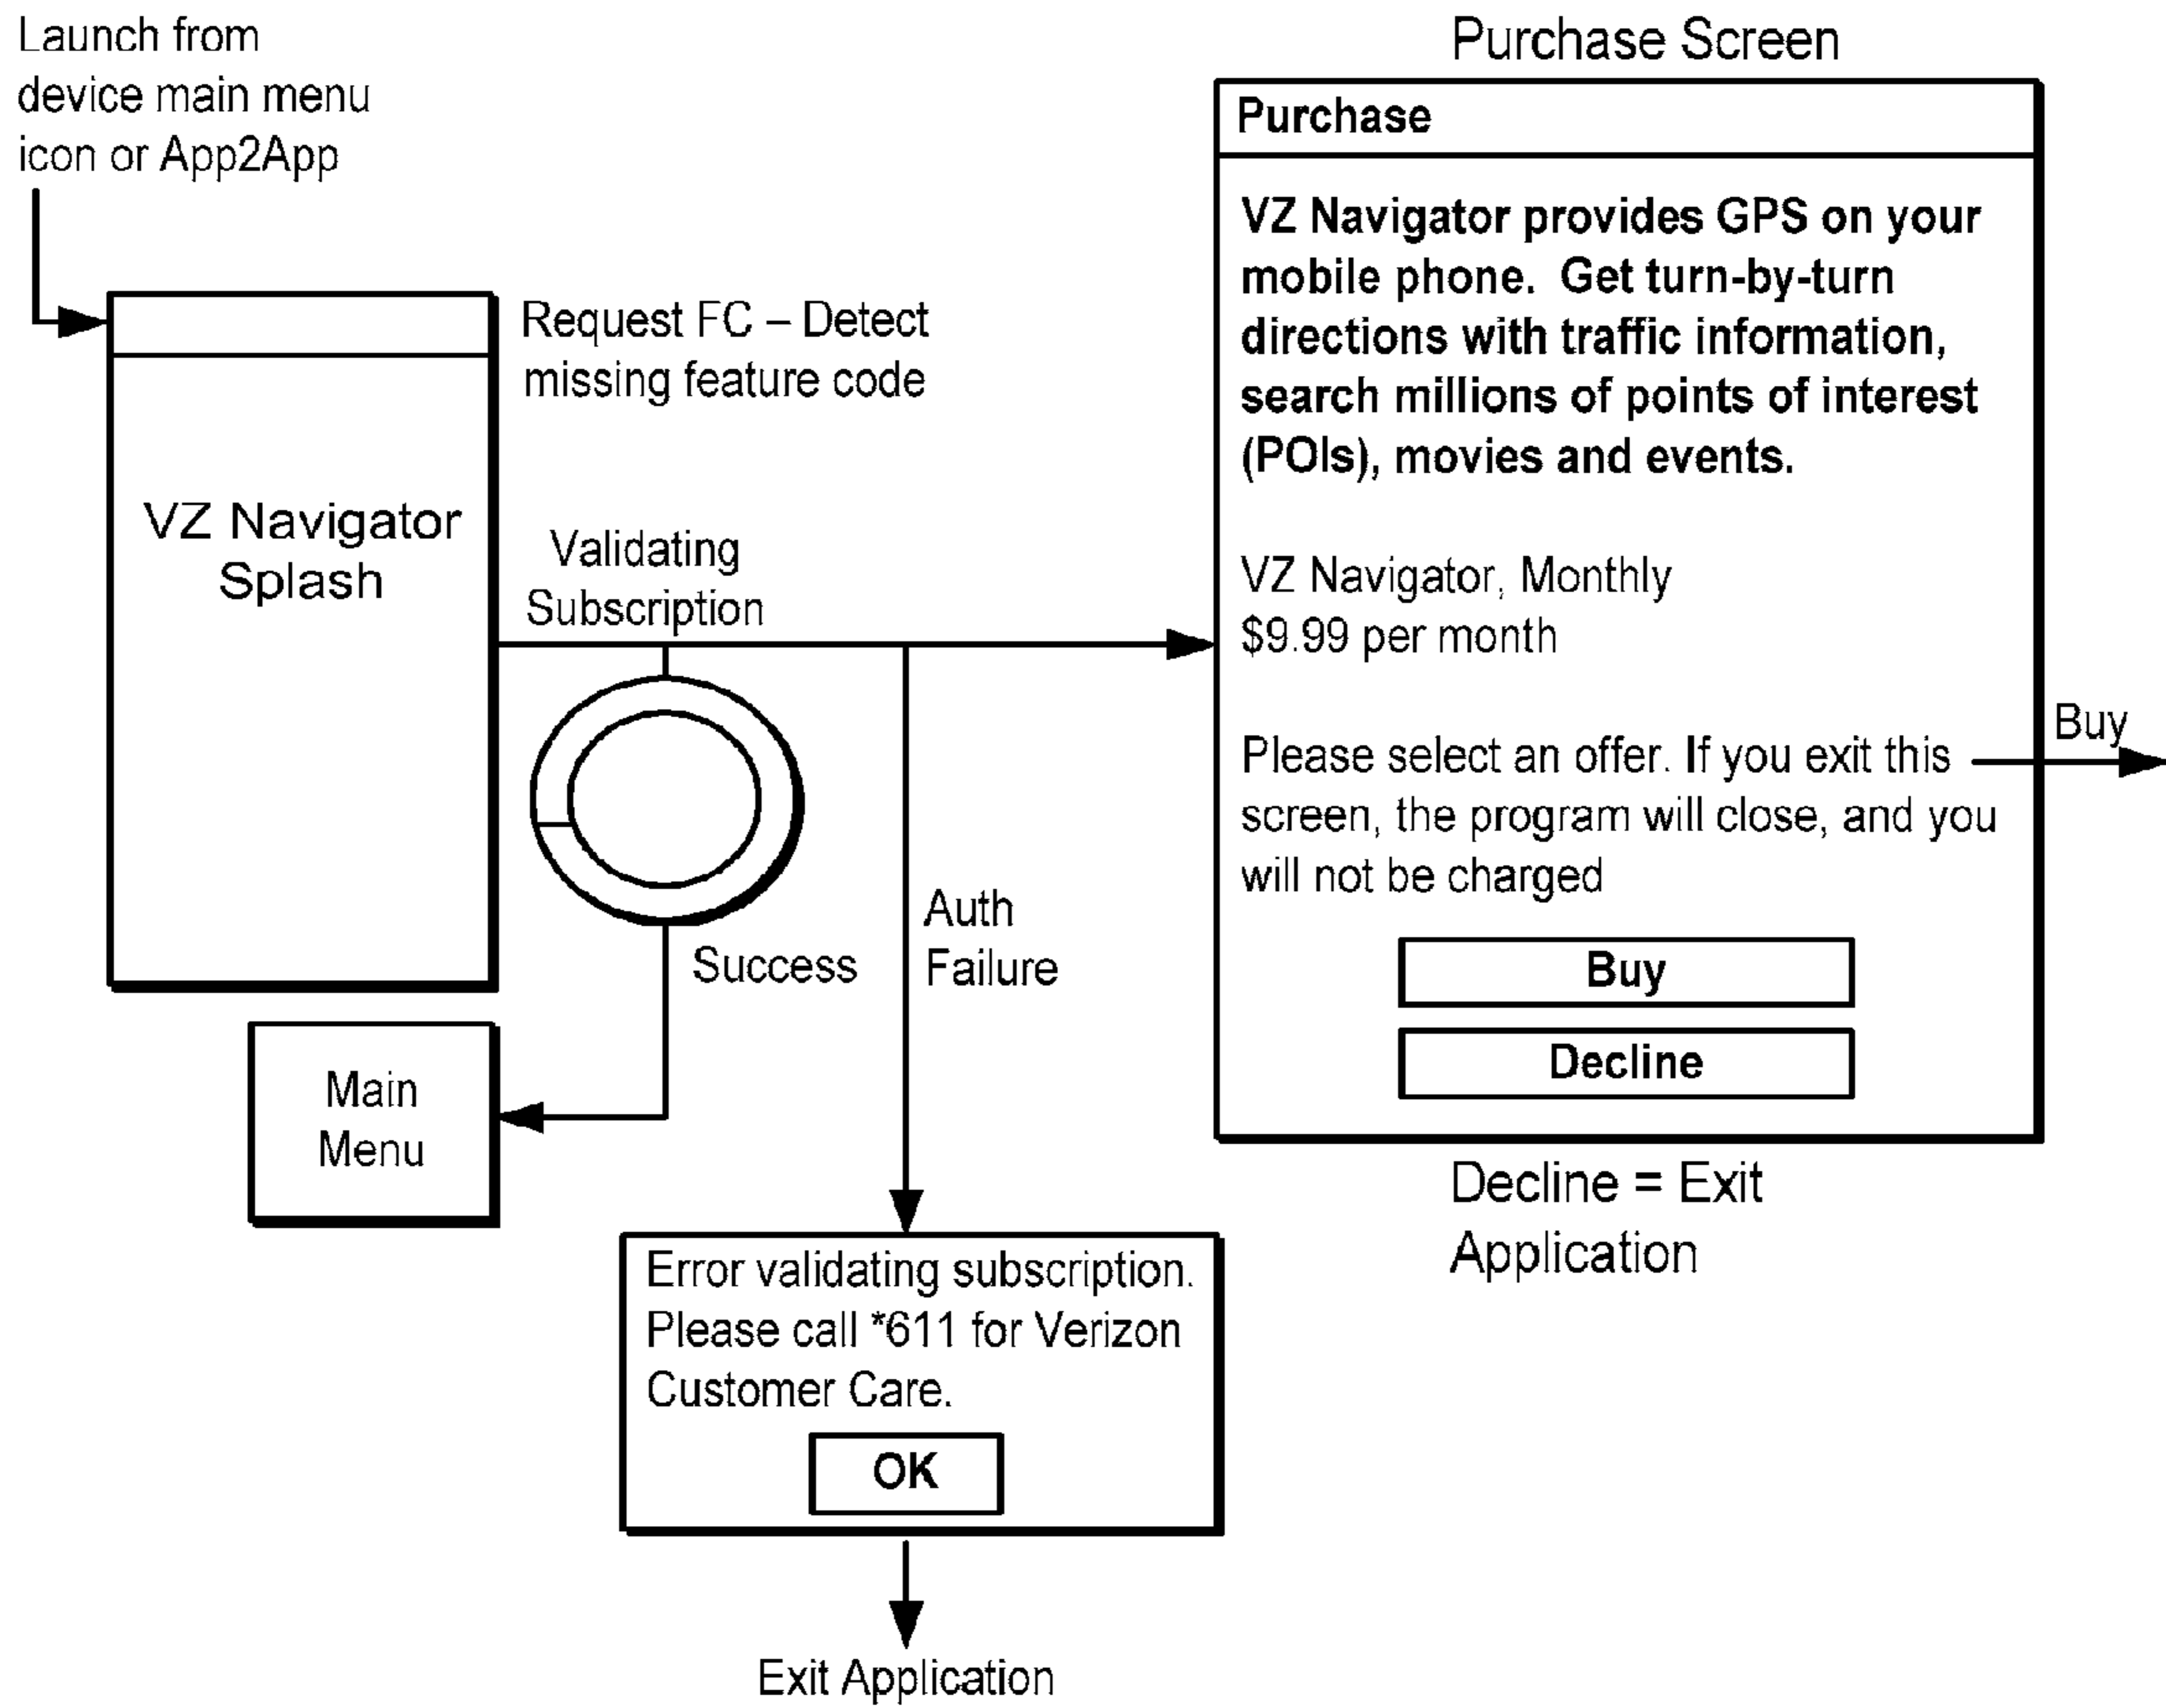 Launch from
device main menu
icon or App2App
VZ Navigator
Splash
Request FC – Detect
missing feature code
Validating
Subscription
Success
Auth
Failure
Main
Menu
Error validating subscription.
Please call *611 for Verizon
Customer Care.
OK
Exit Application
Purchase Screen
Purchase
VZ Navigator provides GPS on your
mobile phone.  Get turn-by-turn
directions with traffic information,
search millions of points of interest
(POIs), movies and events.
VZ Navigator, Monthly
$9.99 per month
Please select an offer. If you exit this
screen, the program will close, and you
will not be charged
Buy
Decline
Buy
Decline = Exit
Application